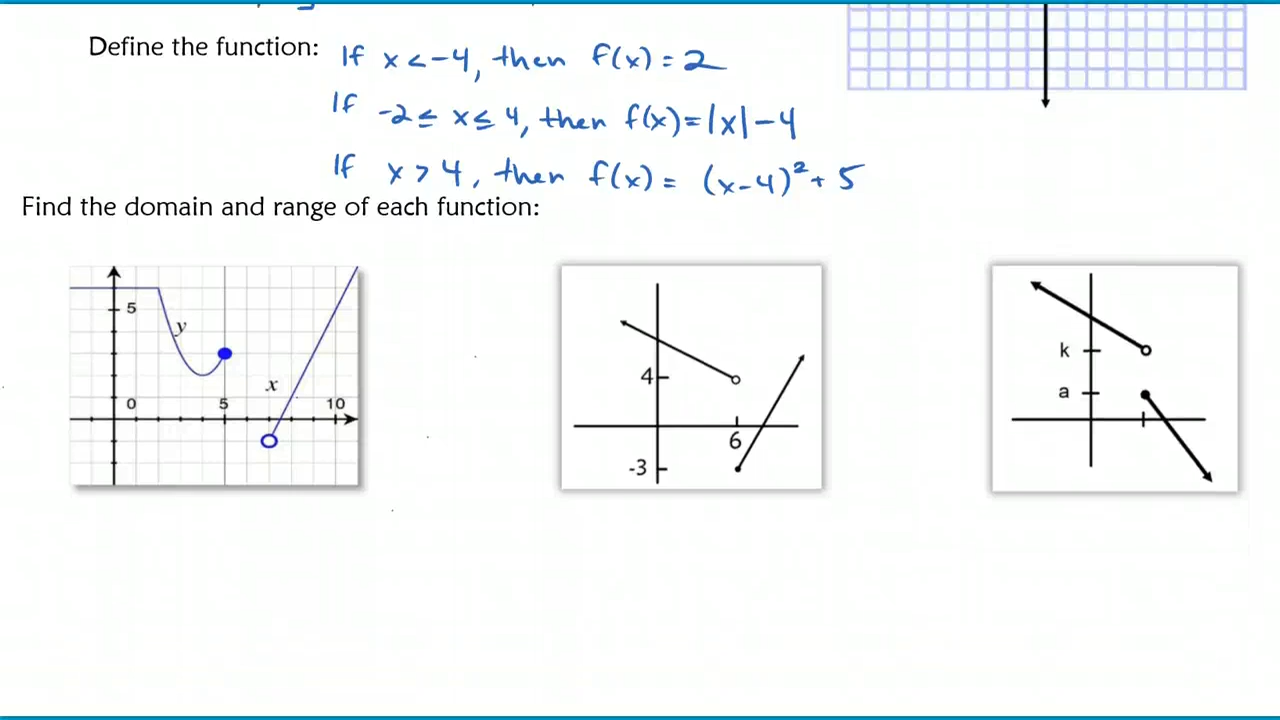 Define the function: If x < -4, then f(x) = 2
If -2 ≤ x ≤ 4, then f(x) = |x| - 4
If x > 4, then f(x) = (x-4)² + 5
Find the domain and range of each function:
5
y
x
0 5 10
4
6
-3
k
a